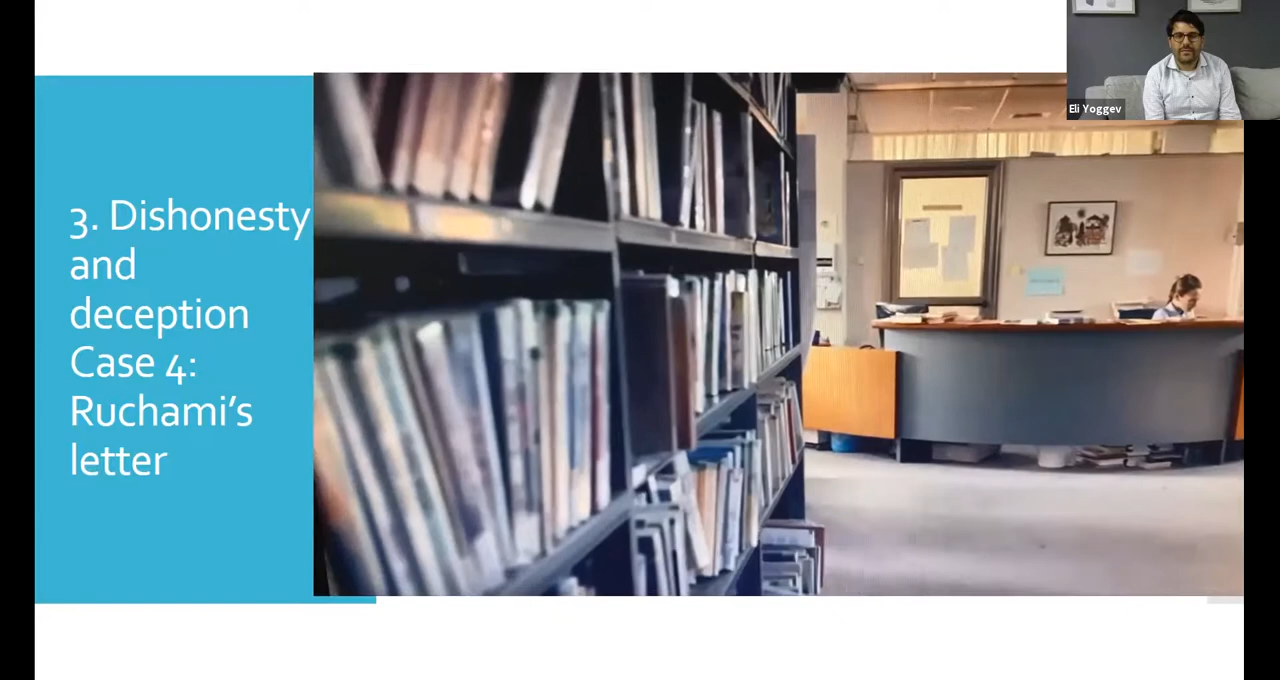 3. Dishonesty
and
deception
Case 4:
Ruchami’s
letter
Eli Yoggev